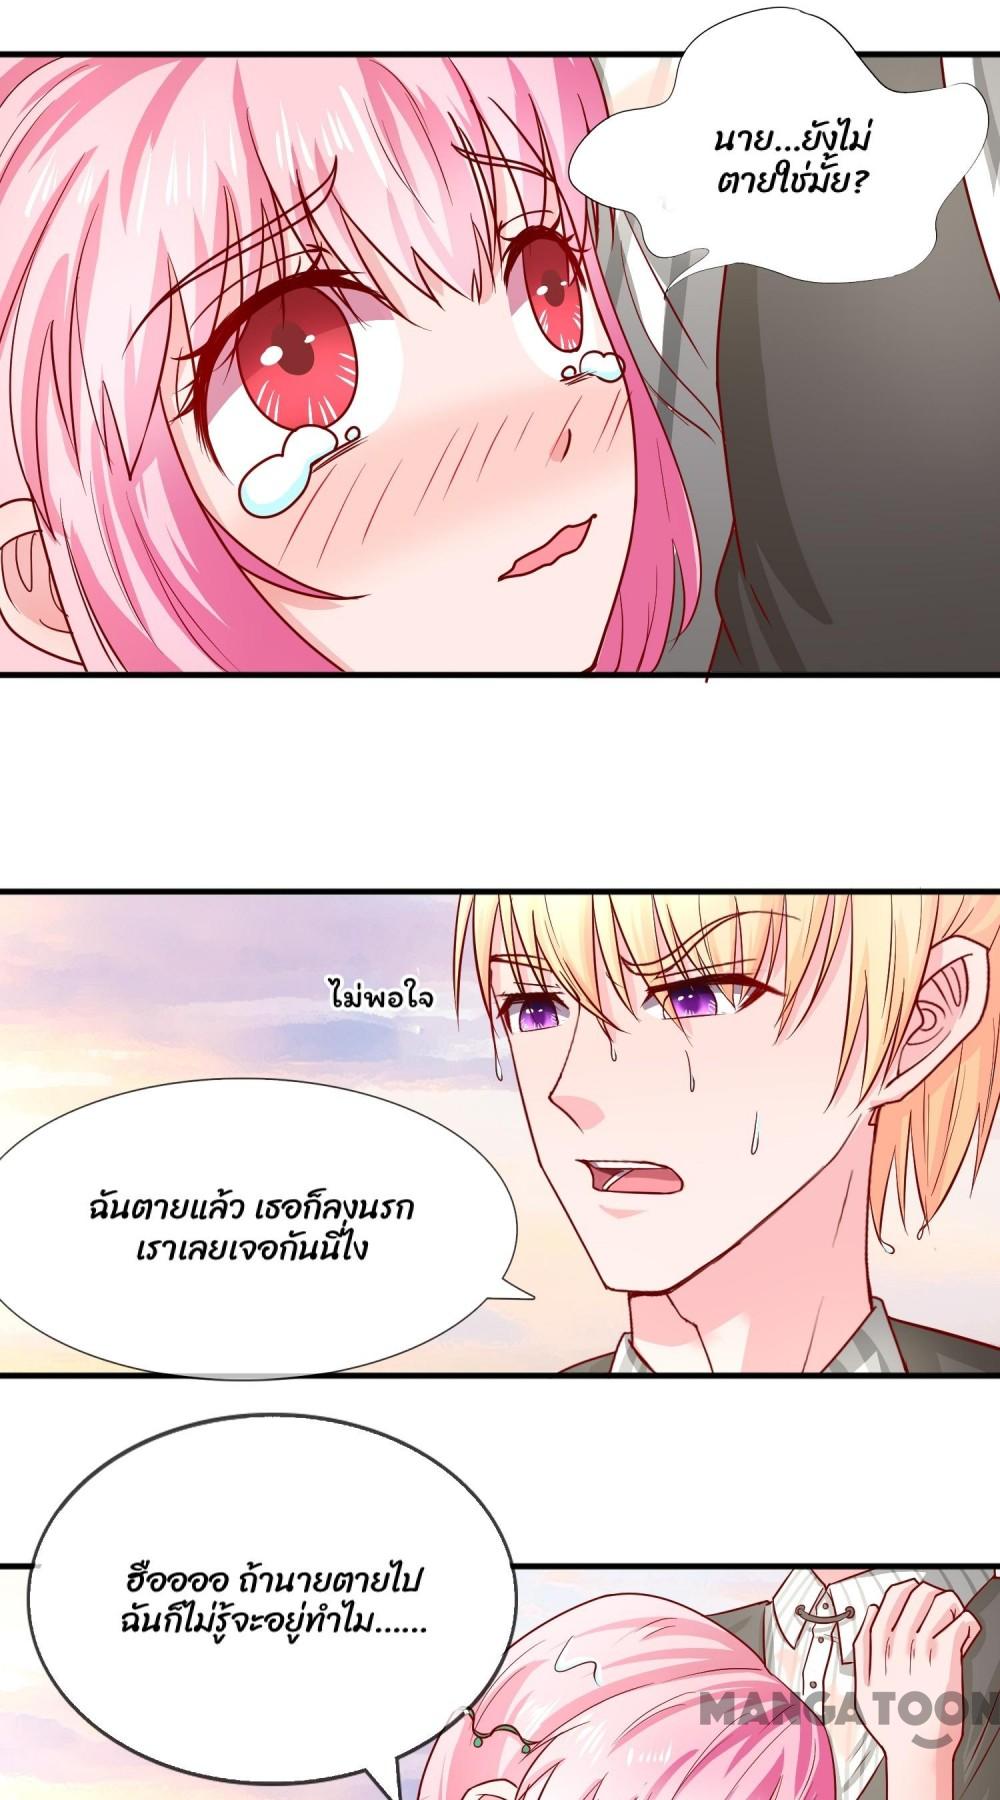 นาย...ยังไม่
ตายใช่มั้ย?
ไม่พอใจ
ฉันตายแล้ว เธอก็ลงนรก
เราเลยเจอกันนี่ไง
ฮืออออ ถ้านายตายไป
ฉันก็ไม่รู้จะอยู่ทำไม......
MANGATOON